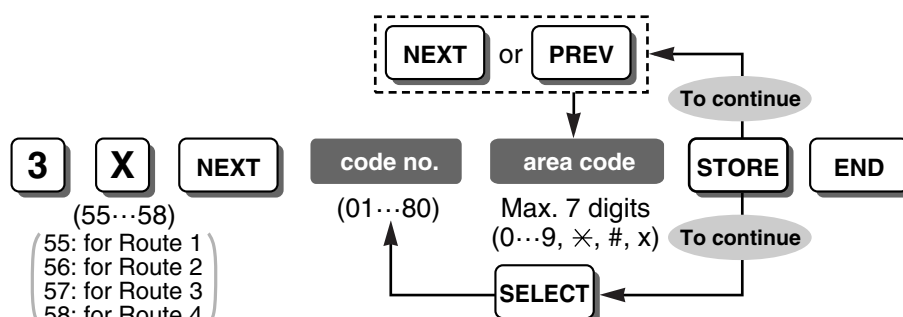 NEXT or PREV
To continue
3 X NEXT code no. area code STORE END
(55···58) (01···80) Max. 7 digits
(0···9, ✳, #, x) To continue
55: for Route 1
56: for Route 2
57: for Route 3
58: for Route 4
SELECT